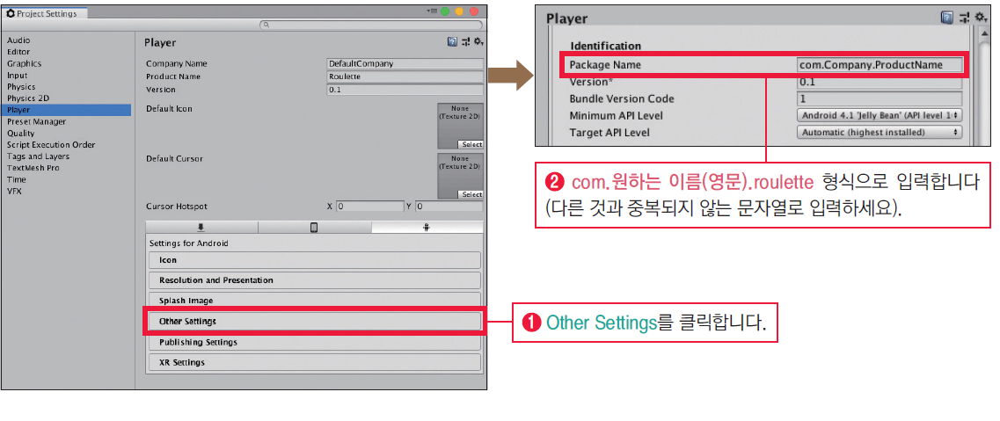 Project Settings
Audio
Editor
Graphics
Input
Physics
Physics 2D
Player
Preset Manager
Quality
Script Execution Order
Tags and Layers
TextMesh Pro
Time
VFX
Player
Company Name DefaultCompany
Product Name Roulette
Version 0.1
Default Icon
None
(Texture 2D)
Select
Default Cursor
None
(Texture 2D)
Select
Cursor Hotspot X 0 Y 0
Settings for Android
Icon
Resolution and Presentation
Splash Image
Other Settings
Publishing Settings
XR Settings
Player
Identification
Package Name com.Company.ProductName
Version* 0.1
Bundle Version Code 1
Minimum API Level Android 4.1 'Jelly Bean' (API level 1
Target API Level Automatic (highest installed)
❷ com.원하는 이름(영문).roulette 형식으로 입력합니다
(다른 것과 중복되지 않는 문자열로 입력하세요).
❶ Other Settings를 클릭합니다.